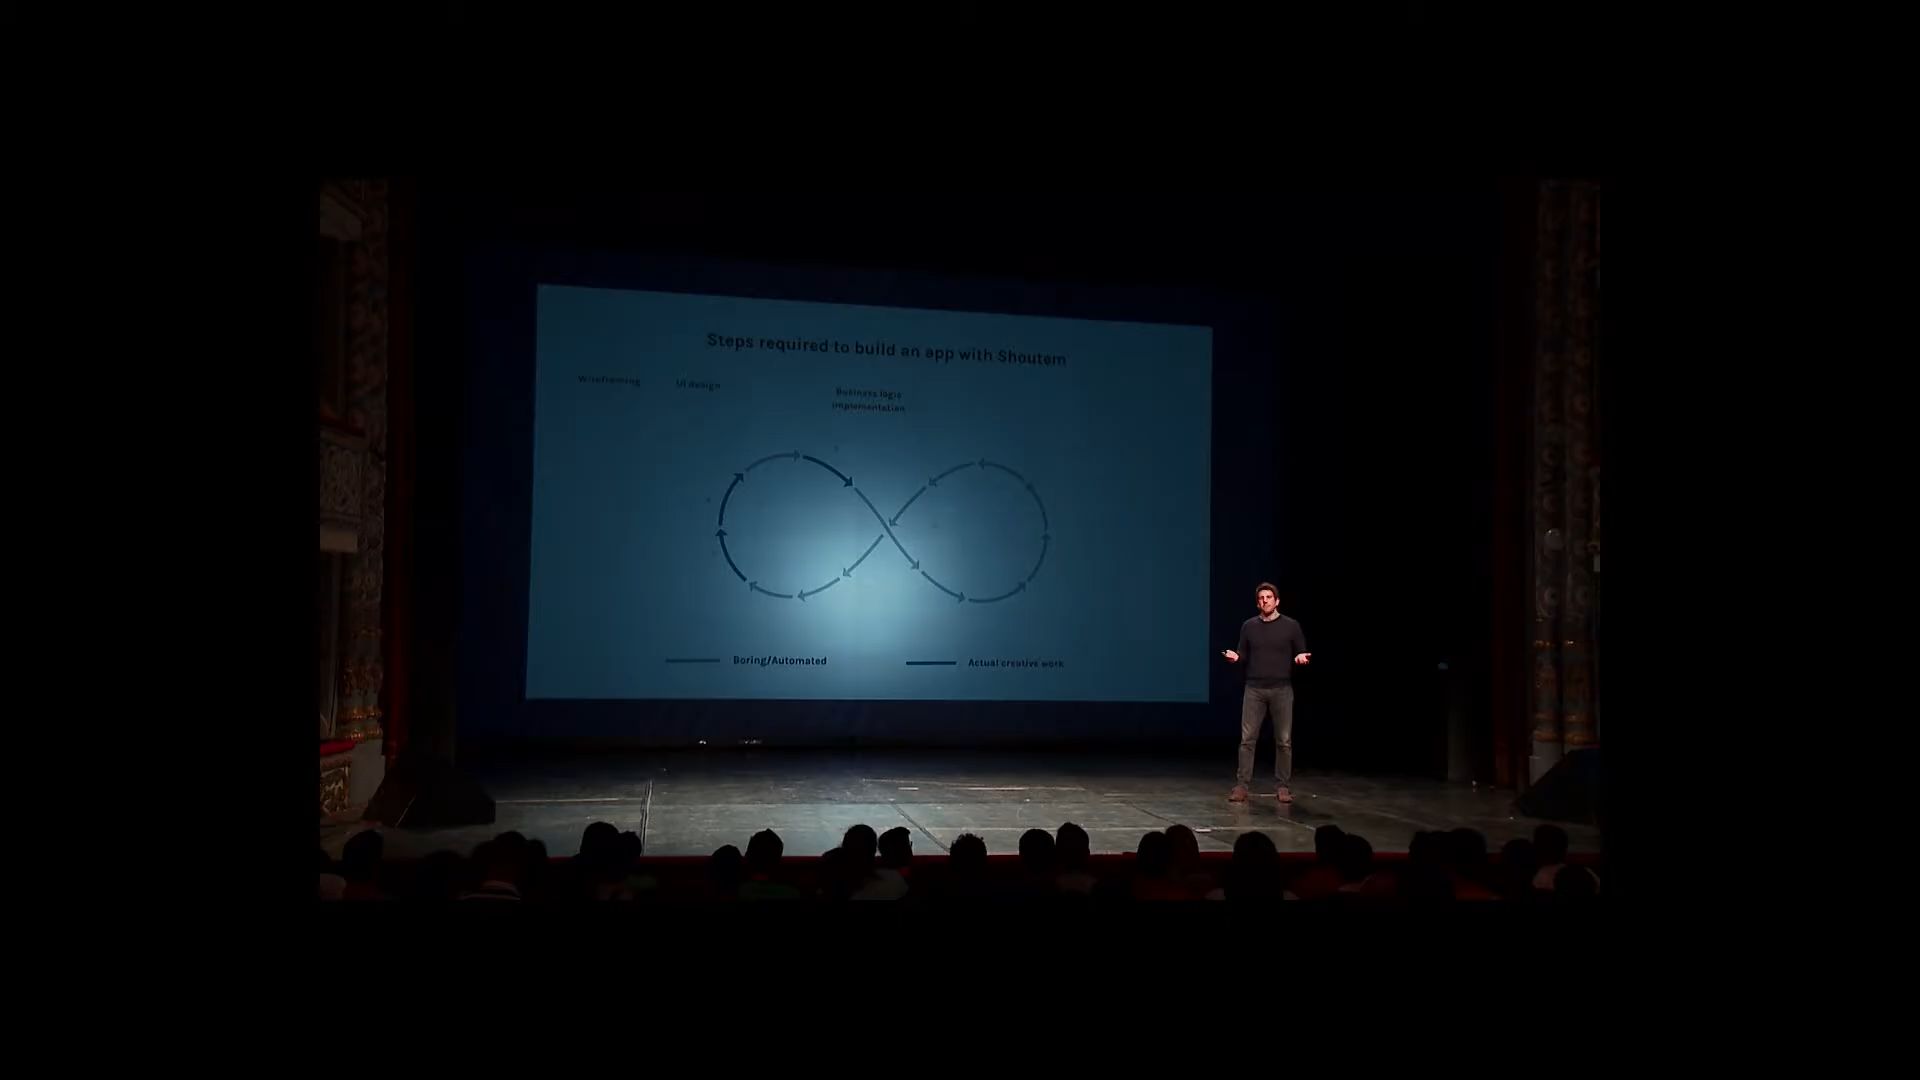 Steps required to build an app with Shoutem
Wireframing
UI design
Business logic
implementation
Boring/Automated
Actual creative work